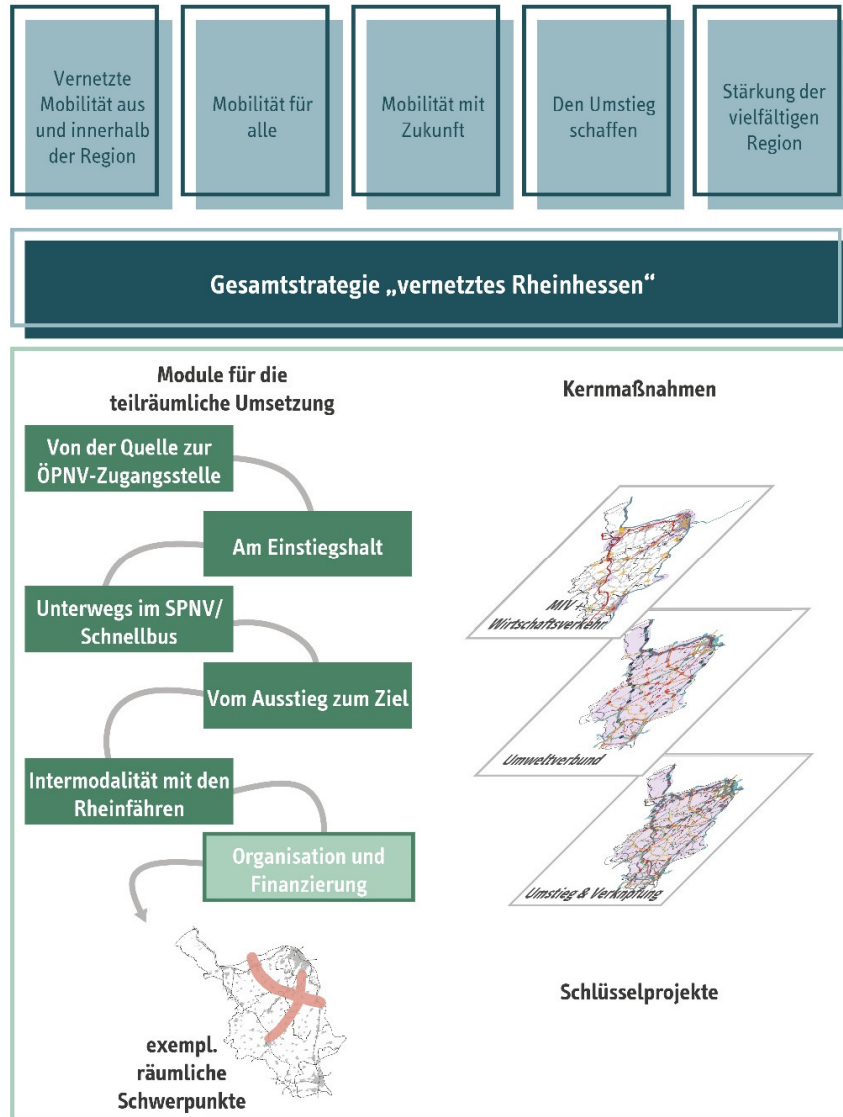 Vernetzte
Mobilität aus
und innerhalb
der Region
Mobilität für
alle
Mobilität mit
Zukunft
Den Umstieg
schaffen
Stärkung der
vielfältigen
Region
Gesamtstrategie „vernetztes Rheinhessen“
Module für die
teilräumliche Umsetzung
Von der Quelle zur
ÖPNV-Zugangsstelle
Am Einstiegshalt
Unterwegs im SPNV/
Schnellbus
Vom Ausstieg zum Ziel
Intermodalität mit den
Rheinfähren
Organisation und
Finanzierung
exempl.
räumliche
Schwerpunkte
Kernmaßnahmen
MIV +
Wirtschaftsverkehr
Umweltverbund
Umstieg & Verknüpfung
Schlüsselprojekte